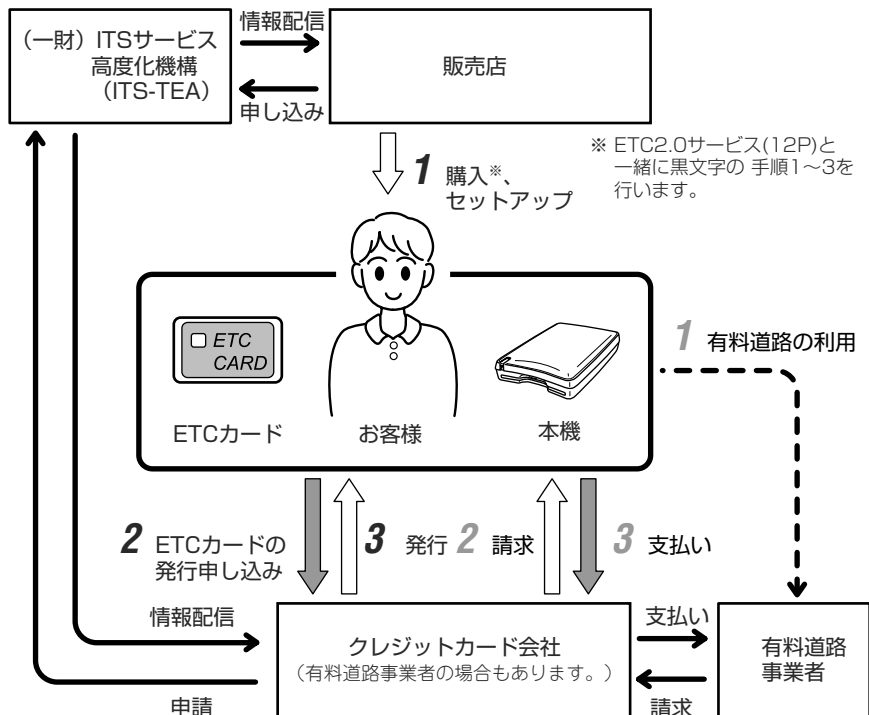 (一財)ITSサービス
高度化機構
(ITS-TEA)
情報配信
申し込み
販売店
1 購入※、
セットアップ
※ ETC2.0サービス(12P)と
一緒に黒文字の 手順1〜3を
行います。
ETC
CARD
ETCカード
お客様
本機
1 有料道路の利用
2 ETCカードの
発行申し込み
3 発行
2 請求
3 支払い
情報配信
申請
クレジットカード会社
(有料道路事業者の場合もあります。)
支払い
請求
有料道路
事業者